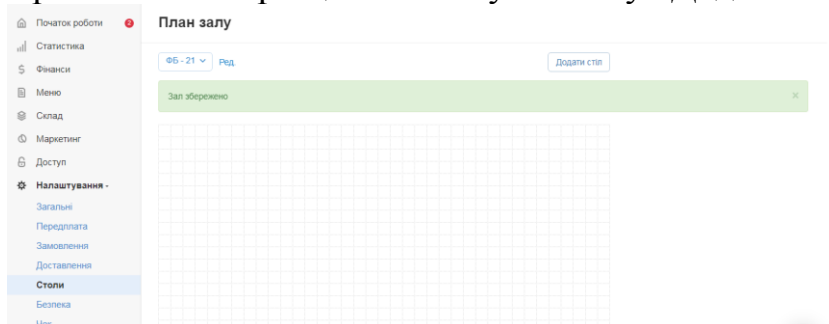 Початок роботи 2
План залу
Статистика
ФБ - 21 Ред. Додати стіл
Фінанси
Меню
Зал збережено ×
Склад
Маркетинг
Доступ
Налаштування -
Загальні
Передплата
Замовлення
Доставлення
Столи
Безпека